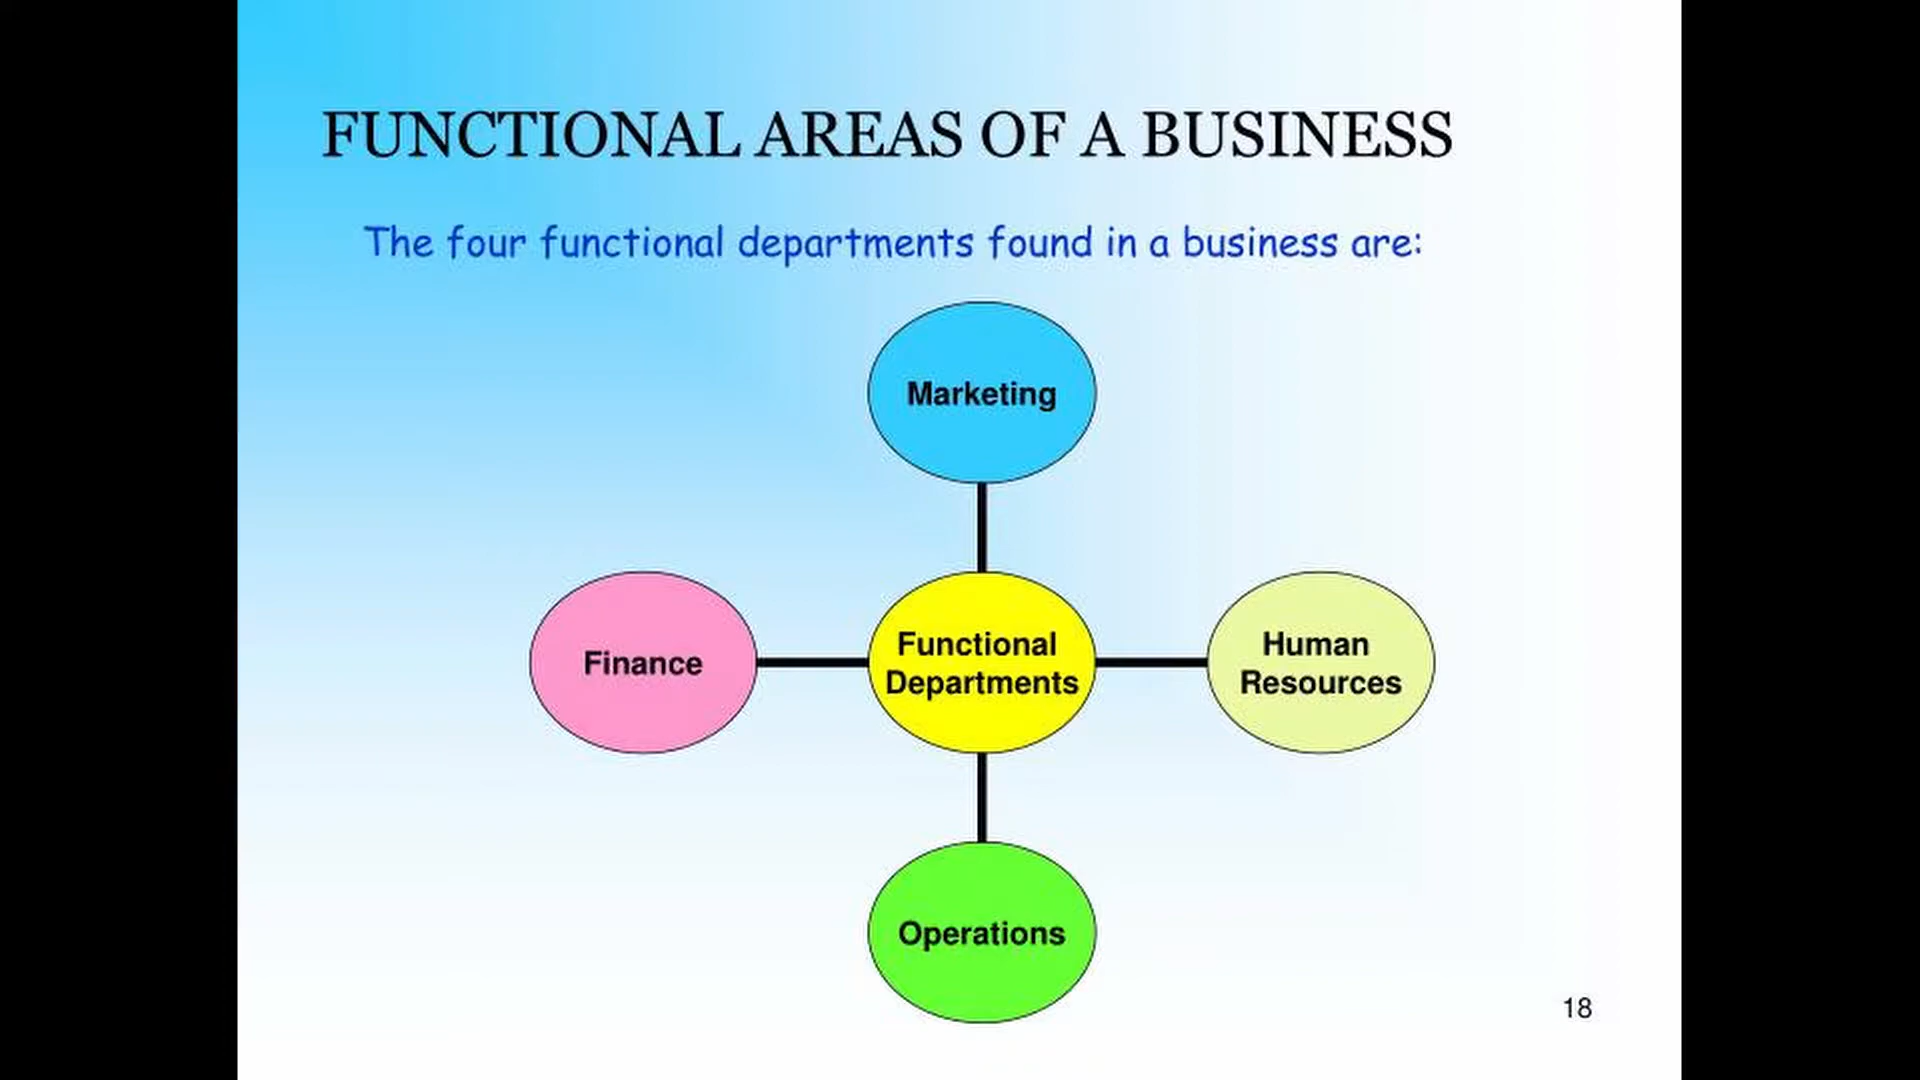 FUNCTIONAL AREAS OF A BUSINESS
The four functional departments found in a business are:
Marketing
Finance
Functional
Departments
Human
Resources
Operations
18